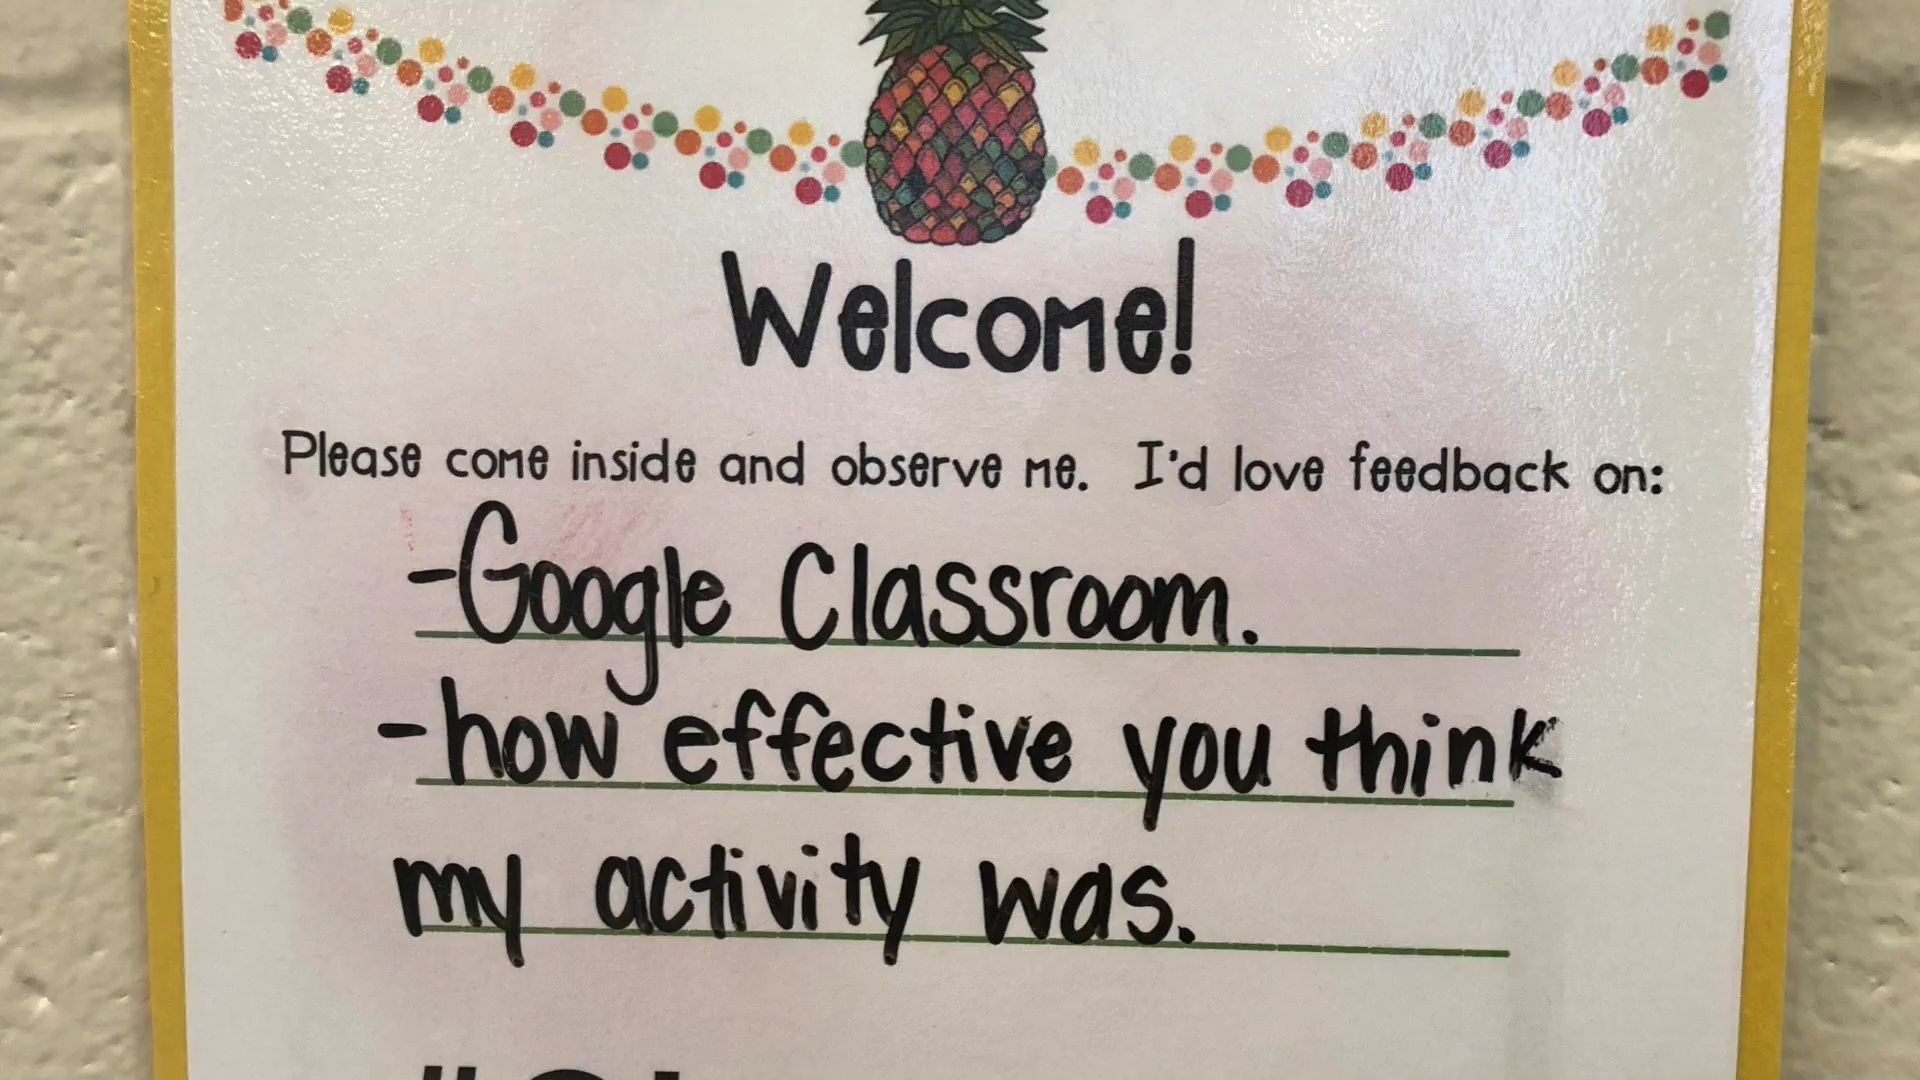 Welcome!
Please come inside and observe me. I'd love feedback on:
-Google Classroom.
-how effective you think
my activity was.